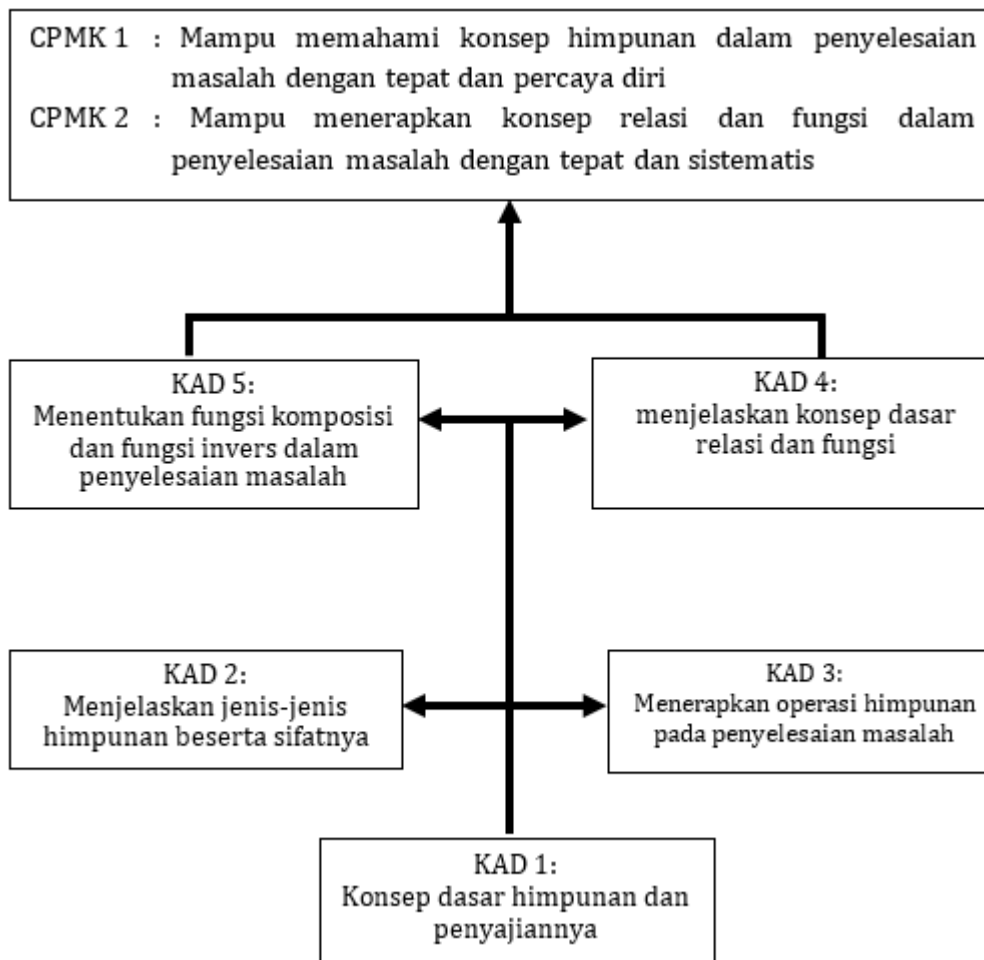 CPMK 1 : Mampu memahami konsep himpunan dalam penyelesaian
masalah dengan tepat dan percaya diri
CPMK 2 : Mampu menerapkan konsep relasi dan fungsi dalam
penyelesaian masalah dengan tepat dan sistematis
KAD 5:
Menentukan fungsi komposisi
dan fungsi invers dalam
penyelesaian masalah
KAD 4:
menjelaskan konsep dasar
relasi dan fungsi
KAD 2:
Menjelaskan jenis-jenis
himpunan beserta sifatnya
KAD 3:
Menerapkan operasi himpunan
pada penyelesaian masalah
KAD 1:
Konsep dasar himpunan dan
penyajiannya